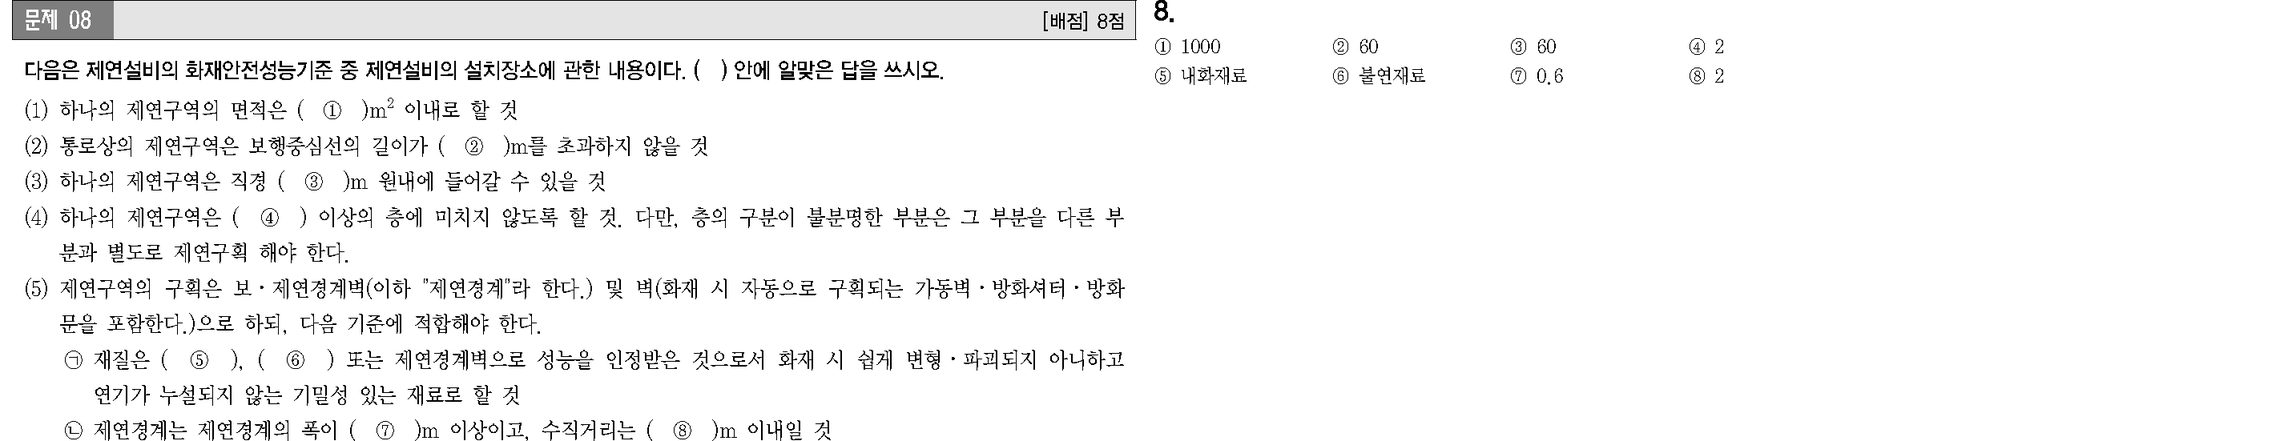 문제 08
[배점] 8점
다음은 제연설비의 화재안전성능기준 중 제연설비의 설치장소에 관한 내용이다. (   ) 안에 알맞은 답을 쓰시오.
(1) 하나의 제연구역의 면적은 (  ①  )m² 이내로 할 것
(2) 통로상의 제연구역은 보행중심선의 길이가 (  ②  )m를 초과하지 않을 것
(3) 하나의 제연구역은 직경 (  ③  )m 원내에 들어갈 수 있을 것
(4) 하나의 제연구역은 (  ④  ) 이상의 층에 미치지 않도록 할 것. 다만, 층의 구분이 불분명한 부분은 그 부분을 다른 부
분과 별도로 제연구획 해야 한다.
(5) 제연구역의 구획은 보·제연경계벽(이하 "제연경계"라 한다.) 및 벽(화재 시 자동으로 구획되는 가동벽·방화셔터·방화
문을 포함한다.)으로 하되, 다음 기준에 적합해야 한다.
㉠ 재질은 (  ⑤  ), (  ⑥  ) 또는 제연경계벽으로 성능을 인정받은 것으로서 화재 시 쉽게 변형·파괴되지 아니하고
연기가 누설되지 않는 기밀성 있는 재료로 할 것
㉡ 제연경계는 제연경계의 폭이 (  ⑦  )m 이상이고, 수직거리는 (  ⑧  )m 이내일 것
8.
① 1000 ② 60 ③ 60 ④ 2
⑤ 내화재료 ⑥ 불연재료 ⑦ 0.6 ⑧ 2